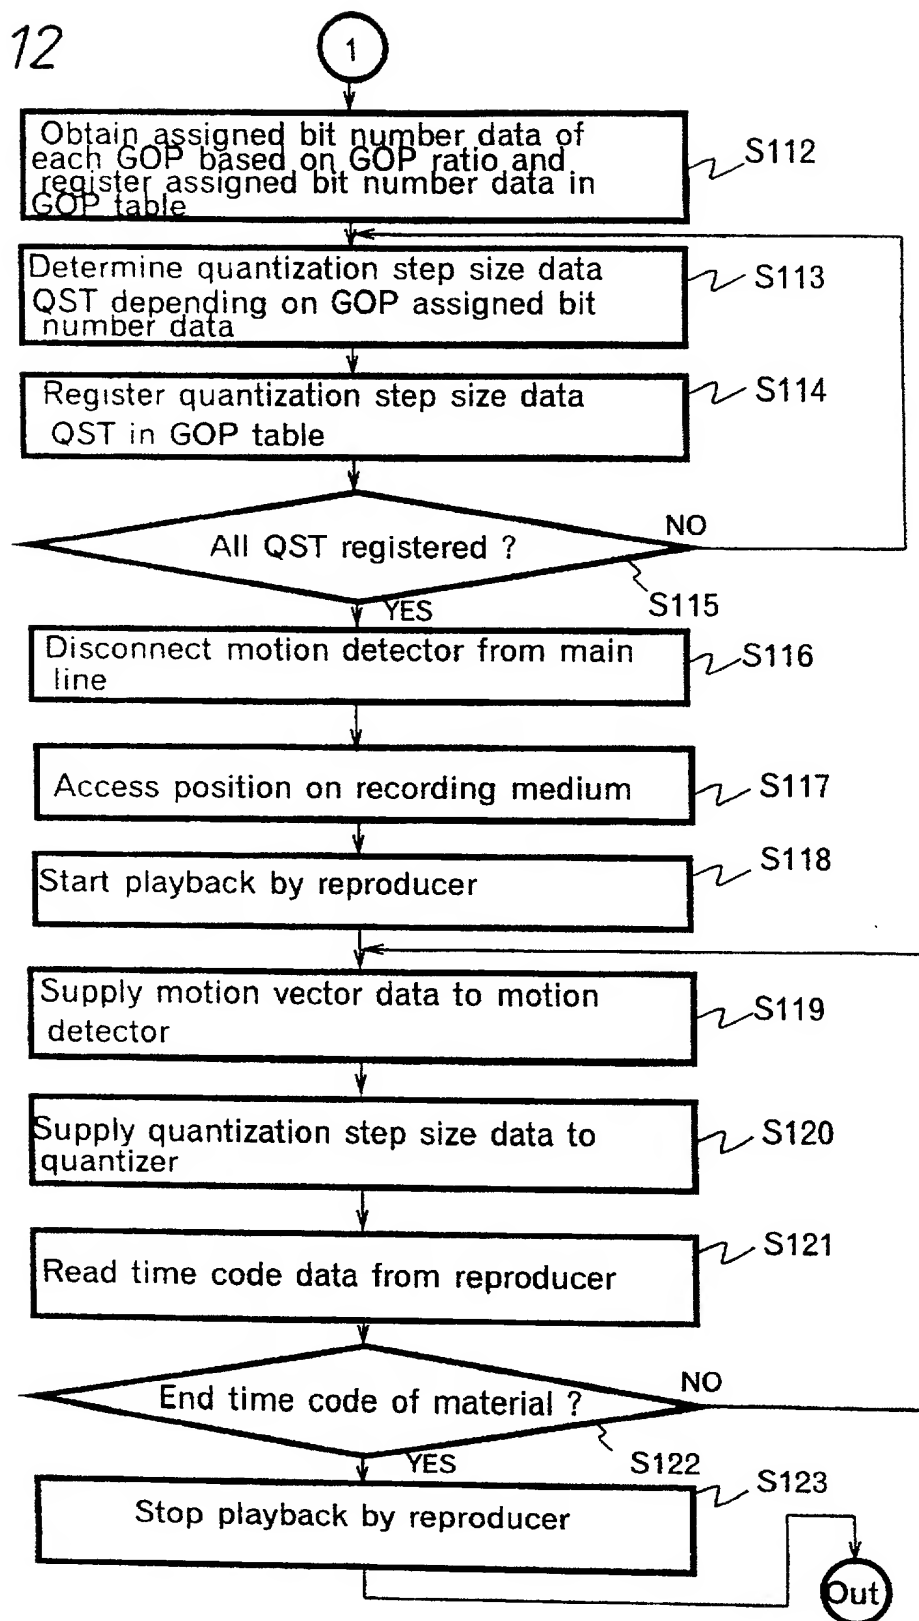 12
1
Obtain assigned bit number data of
each GOP based on GOP ratio and
register assigned bit number data in
GOP table
S112
Determine quantization step size data
QST depending on GOP assigned bit
number data
S113
Register quantization step size data
QST in GOP table
S114
All QST registered ?
NO
S115
YES
Disconnect motion detector from main
line
S116
Access position on recording medium
S117
Start playback by reproducer
S118
Supply motion vector data to motion
detector
S119
Supply quantization step size data to
quantizer
S120
Read time code data from reproducer
S121
End time code of material ?
NO
S122
YES
Stop playback by reproducer
S123
Out